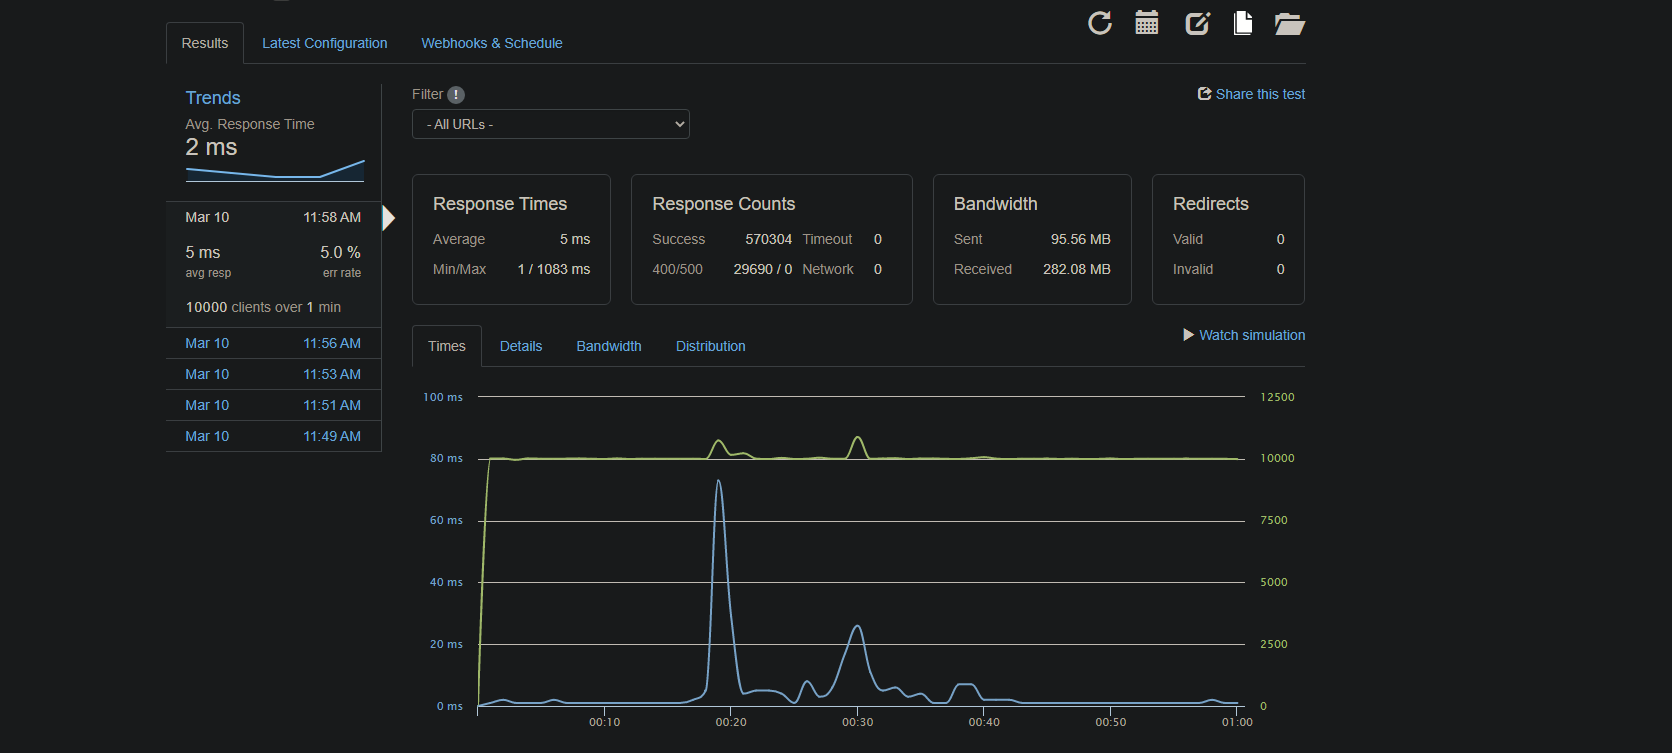 Results Latest Configuration Webhooks & Schedule
Trends
Avg. Response Time
2 ms
Mar 10 11:58 AM
5 ms 5.0 %
avg resp err rate
10000 clients over 1 min
Mar 10 11:56 AM
Mar 10 11:53 AM
Mar 10 11:51 AM
Mar 10 11:49 AM
Filter !
Share this test
- All URLs -
Response Times
Average 5 ms
Min/Max 1 / 1083 ms
Response Counts
Success 570304 Timeout 0
400/500 29690 / 0 Network 0
Bandwidth
Sent 95.56 MB
Received 282.08 MB
Redirects
Valid 0
Invalid 0
Watch simulation
Times Details Bandwidth Distribution
100 ms 12500
80 ms 10000
60 ms 7500
40 ms 5000
20 ms 2500
0 ms 0
00:10 00:20 00:30 00:40 00:50 01:00